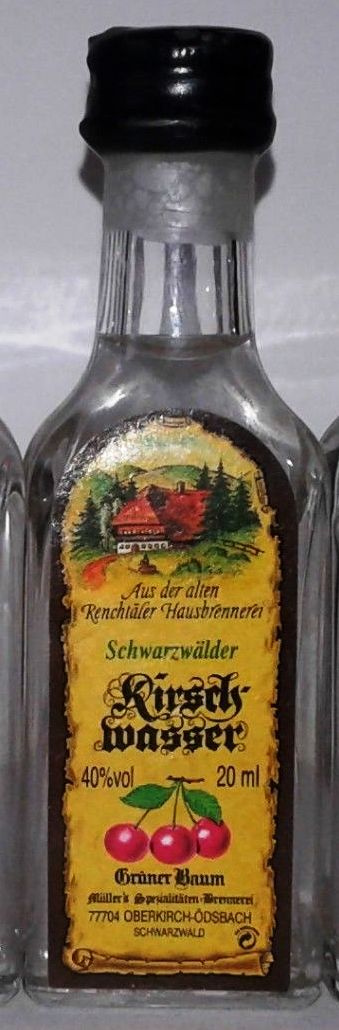 Aus der alten
Renchtäler Hausbrennerei
Schwarzwälder
Kirsch-
wasser
40%vol 20 ml
Grüner Baum
Müller's Spezialitäten-Brennerei
77704 OBERKIRCH-ÖDSBACH
SCHWARZWALD